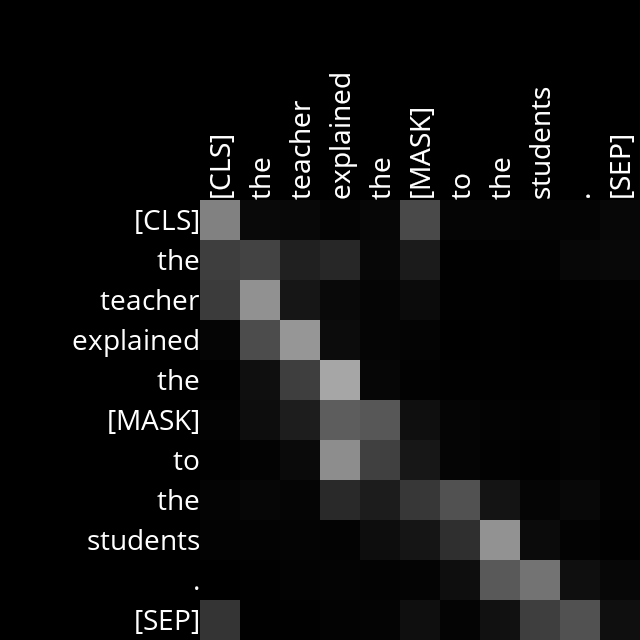 [CLS] the teacher explained the [MASK] to the students . [SEP]
[CLS]
the
teacher
explained
the
[MASK]
to
the
students
.
[SEP]